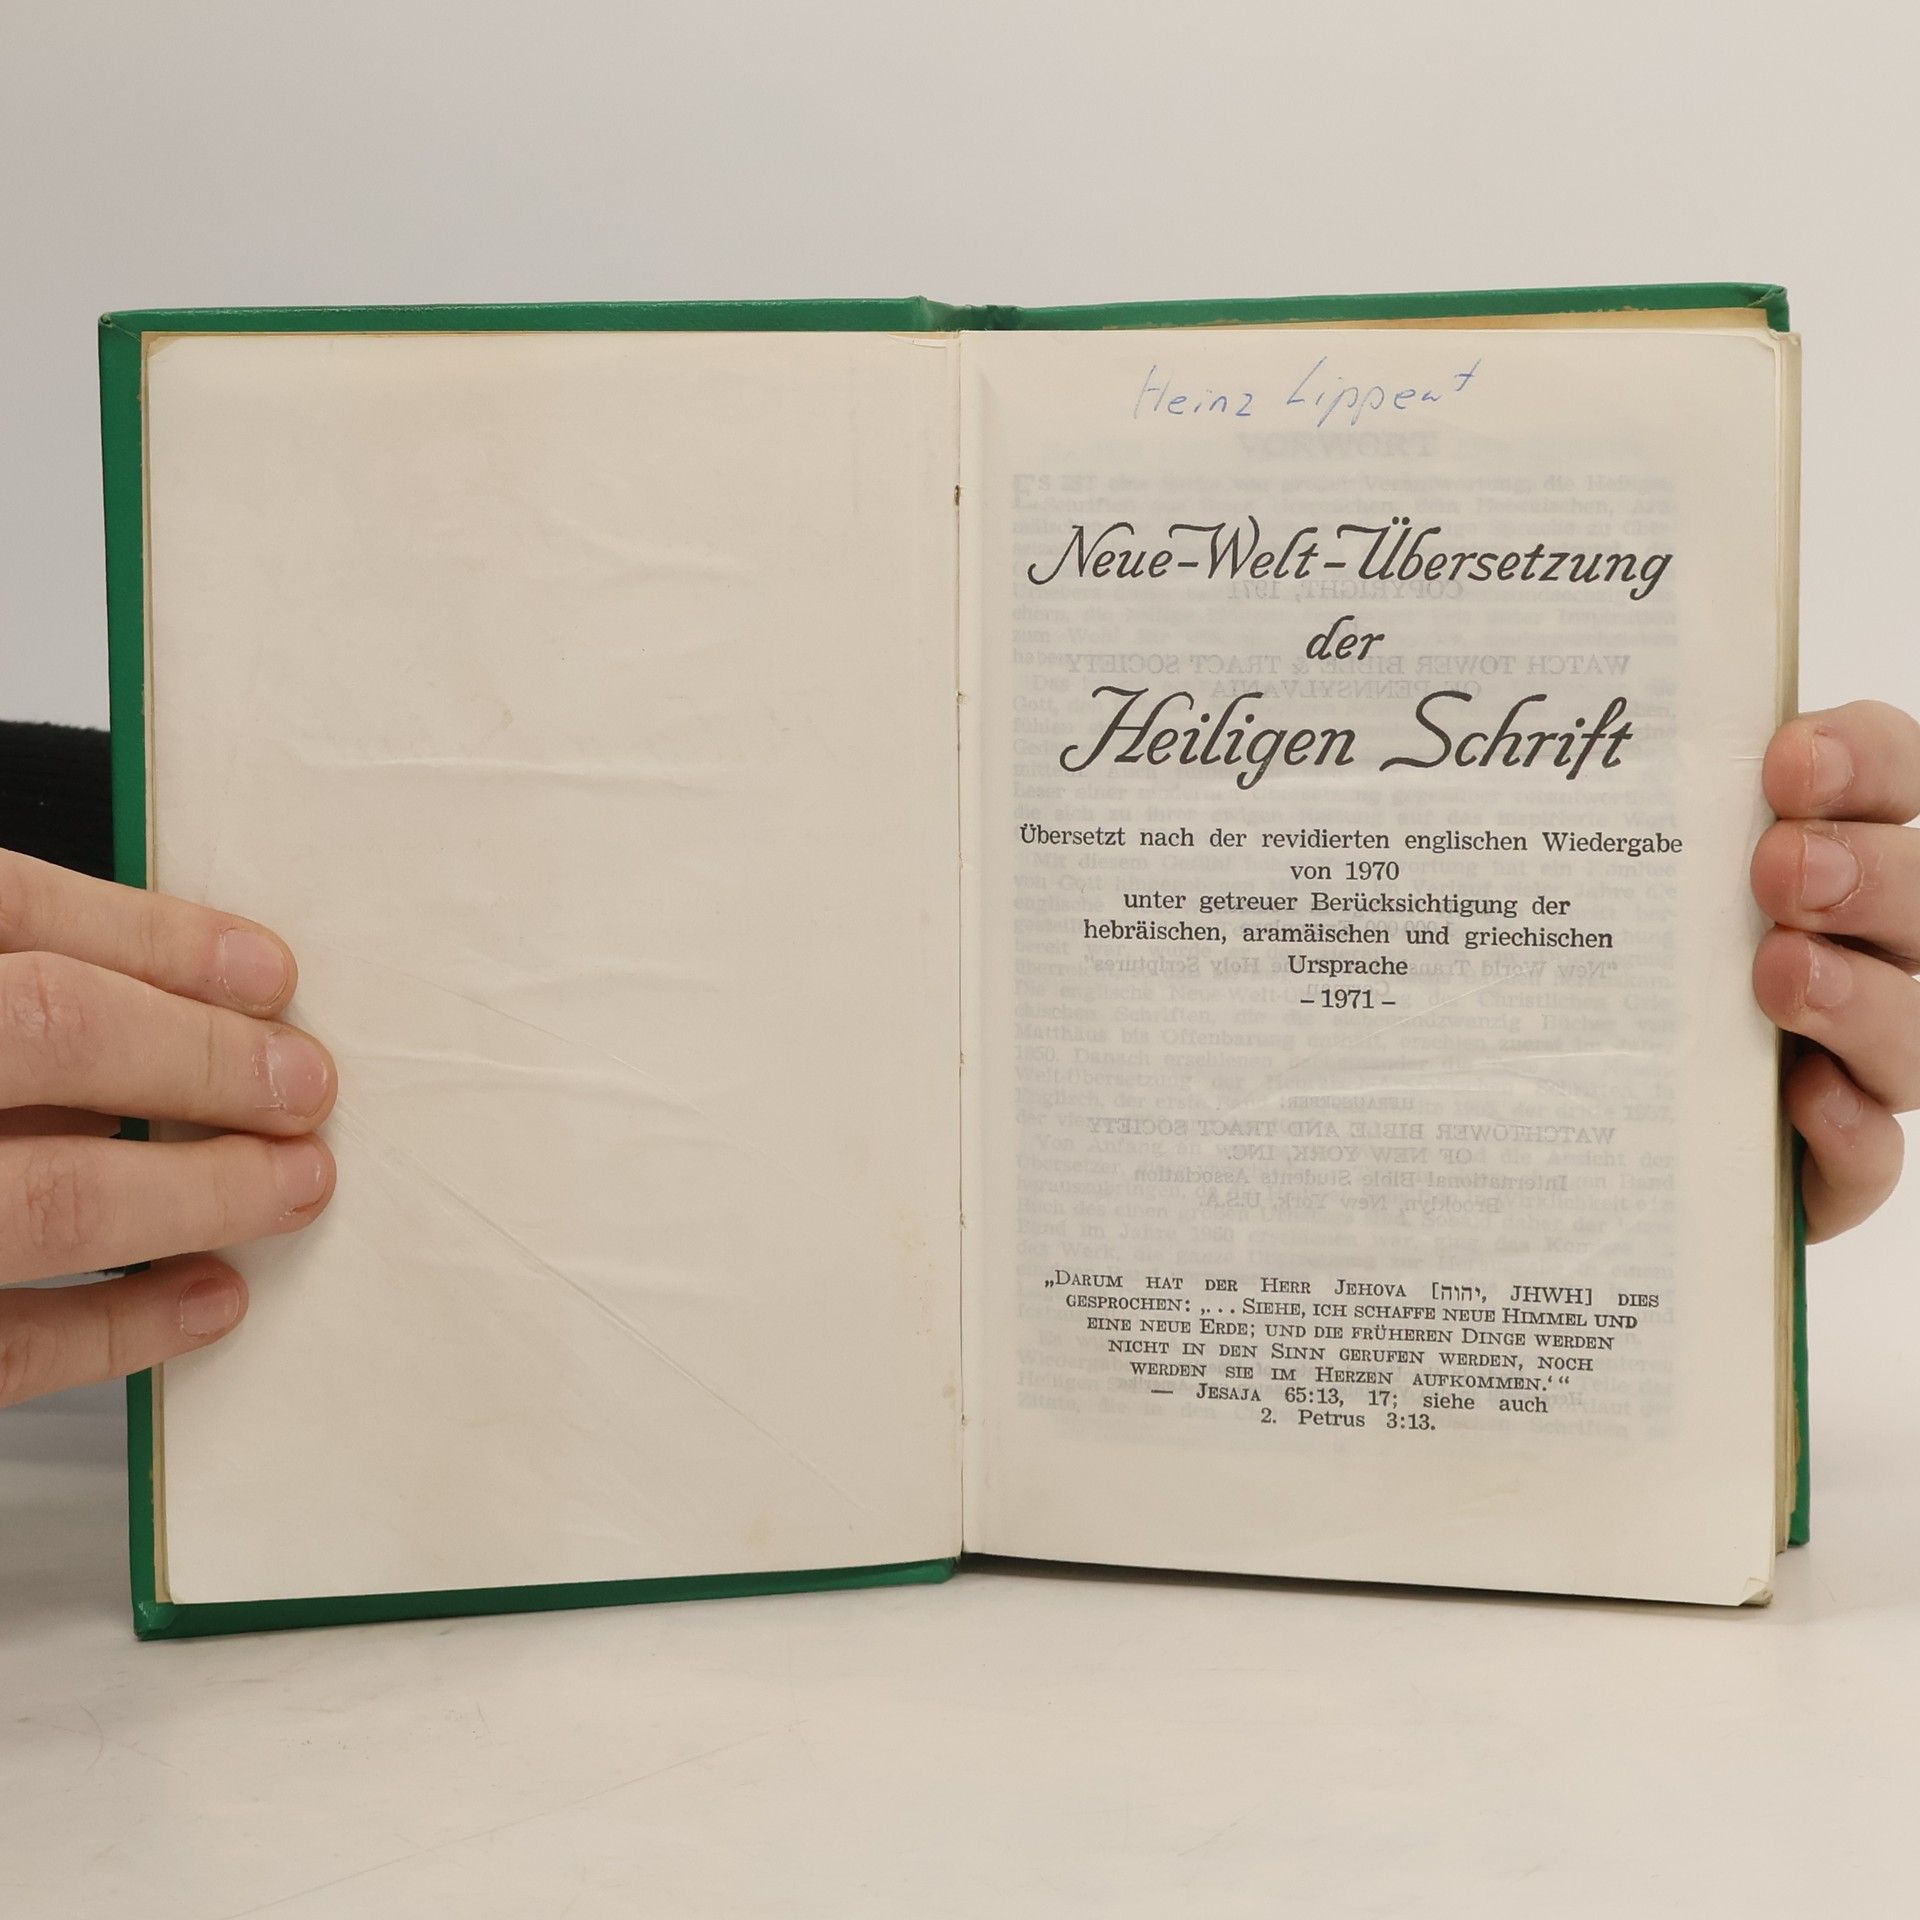 Heinz Lippert
Neue-Welt-Übersetzung
der
Heiligen Schrift
Übersetzt nach der revidierten englischen Wiedergabe
von 1970
unter getreuer Berücksichtigung der
hebräischen, aramäischen und griechischen
Ursprache
– 1971 –
„DARUM HAT DER HERR JEHOVA [יהוה, JHWH] DIES
GESPROCHEN: ‚. . . SIEHE, ICH SCHAFFE NEUE HIMMEL UND
EINE NEUE ERDE; UND DIE FRÜHEREN DINGE WERDEN
NICHT IN DEN SINN GERUFEN WERDEN, NOCH
WERDEN SIE IM HERZEN AUFKOMMEN.‘ “
— JESAJA 65:13, 17; siehe auch
2. Petrus 3:13.